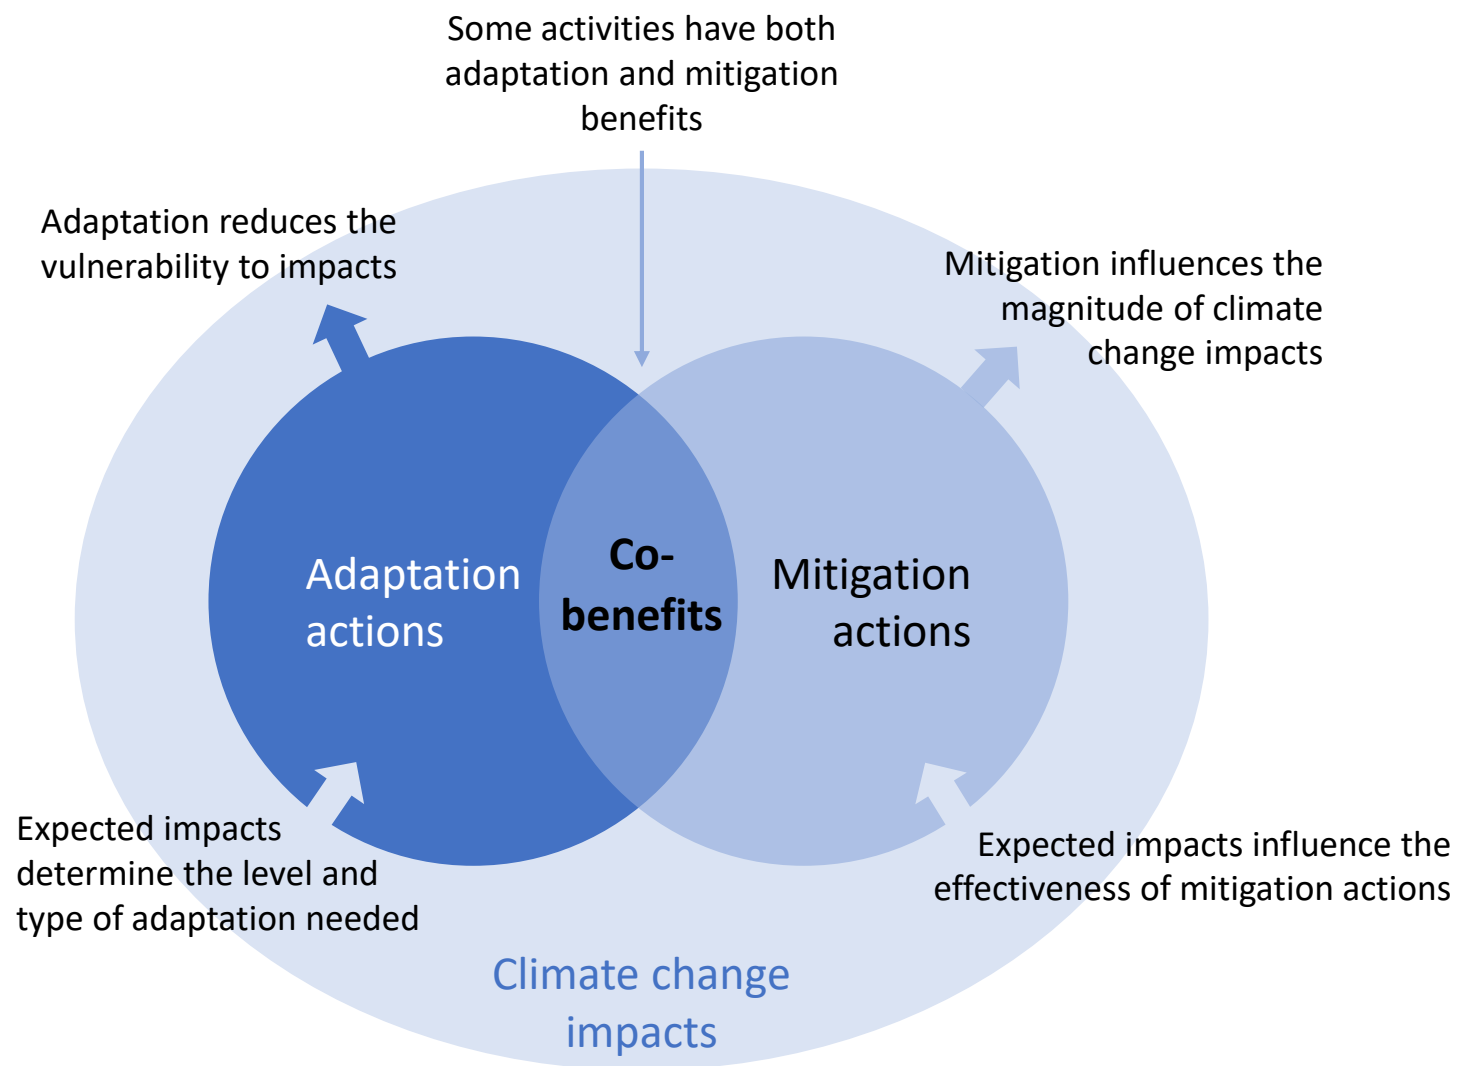 Some activities have both
adaptation and mitigation
benefits
Adaptation reduces the
vulnerability to impacts
Mitigation influences the
magnitude of climate
change impacts
Adaptation
actions
Co-
benefits
Mitigation
actions
Expected impacts
determine the level and
type of adaptation needed
Expected impacts influence the
effectiveness of mitigation actions
Climate change
impacts